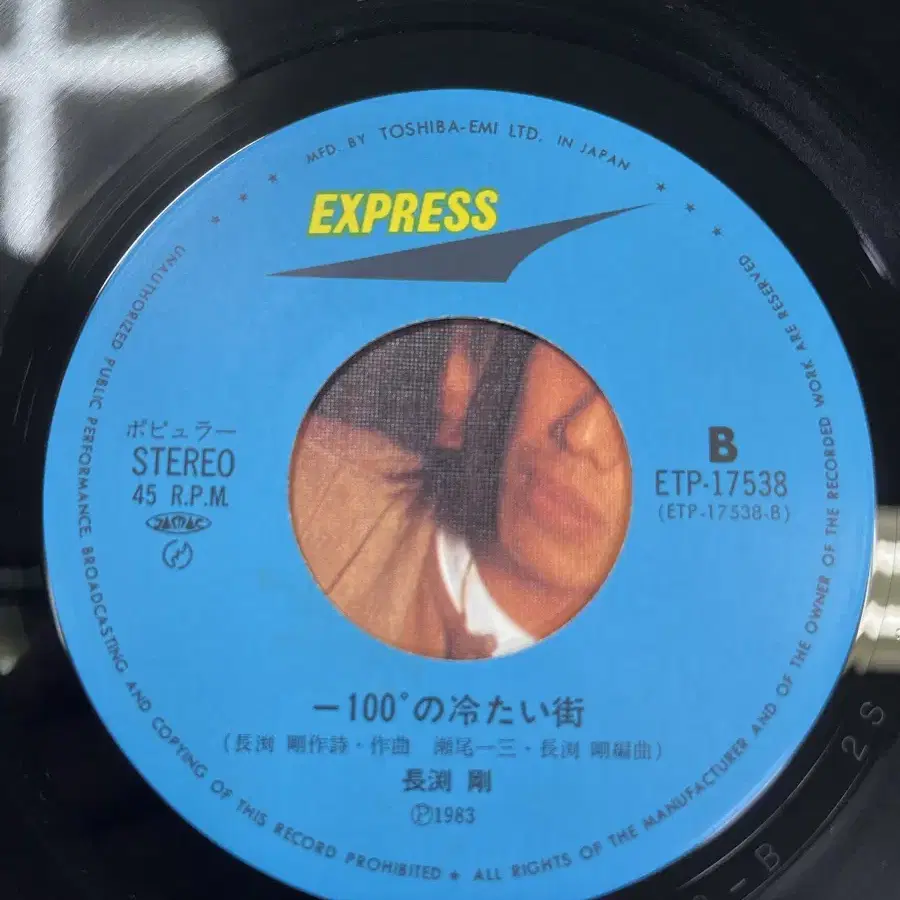 MFD. BY TOSHIBA-EMI LTD. IN JAPAN
EXPRESS
ポピュラー
STEREO
45 R.P.M.
B
ETP-17538
(ETP-17538-B)
－100°の冷たい街
(長渕 剛作詩・作曲 瀬尾一三・長渕 剛編曲)
長渕 剛
Ⓟ1983
UNAUTHORIZED PUBLIC PERFORMANCE, BROADCASTING AND COPYING OF THIS RECORD PROHIBITED ★ ALL RIGHTS OF THE MANUFACTURER AND OF THE OWNER OF THE RECORDED WORK ARE RESERVED
2S
-B